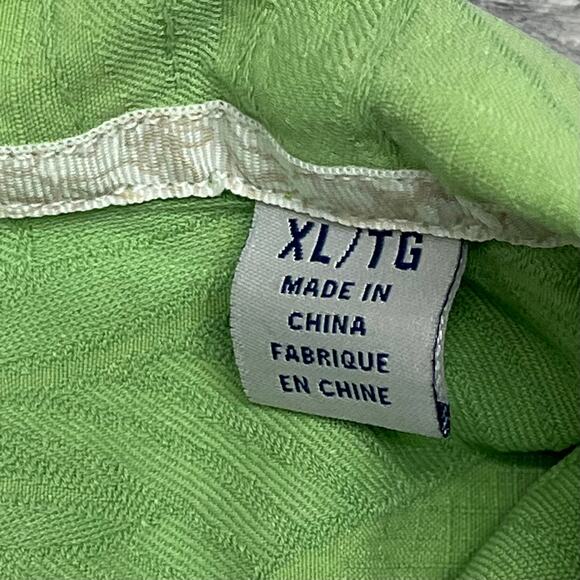 XL/TG
MADE IN
CHINA
FABRIQUE
EN CHINE